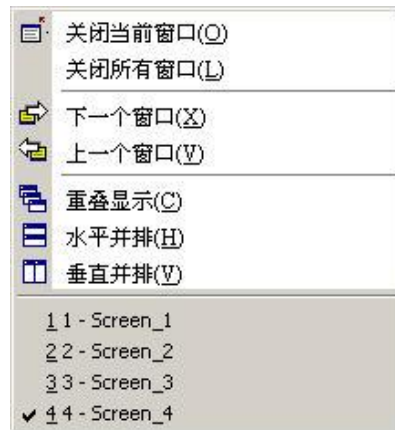 关闭当前窗口(O)
关闭所有窗口(L)
下一个窗口(X)
上一个窗口(V)
重叠显示(C)
水平并排(H)
垂直并排(V)
1 1 - Screen_1
2 2 - Screen_2
3 3 - Screen_3
4 4 - Screen_4